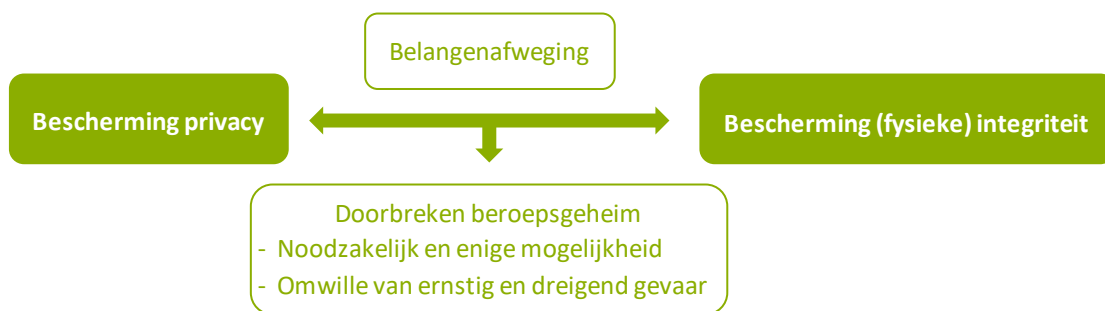 Belangenafweging
Bescherming privacy
Bescherming (fysieke) integriteit
Doorbreken beroepsgeheim
- Noodzakelijk en enige mogelijkheid
- Omwille van ernstig en dreigend gevaar